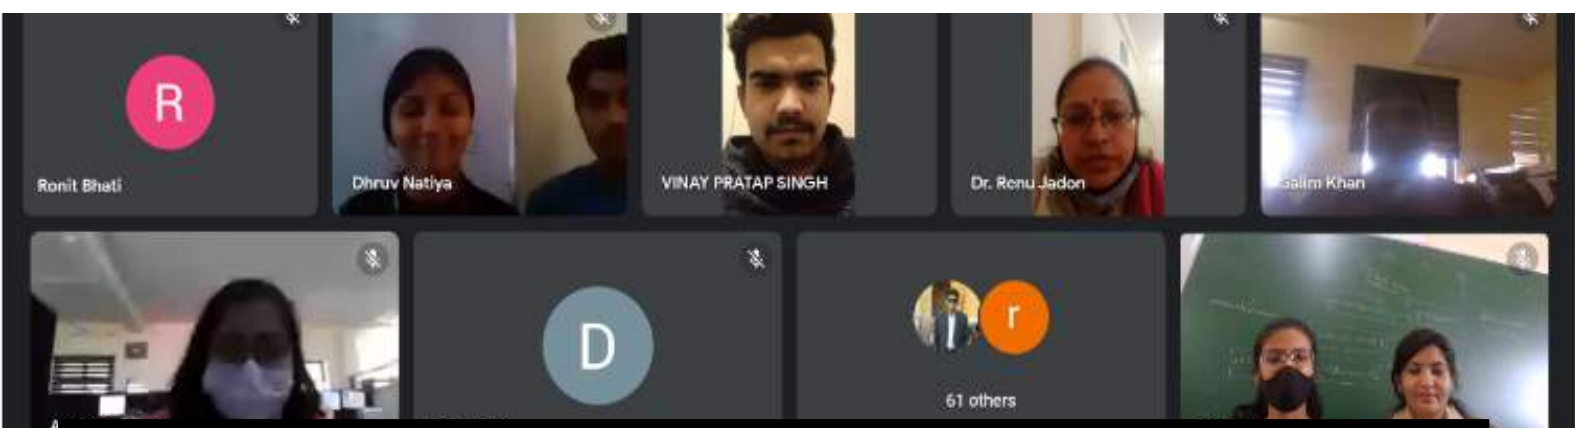 R
Ronit Bhati
Dhruv Natiya
VINAY PRATAP SINGH
Dr. Renu Jadon
Salim Khan
D
r
61 others